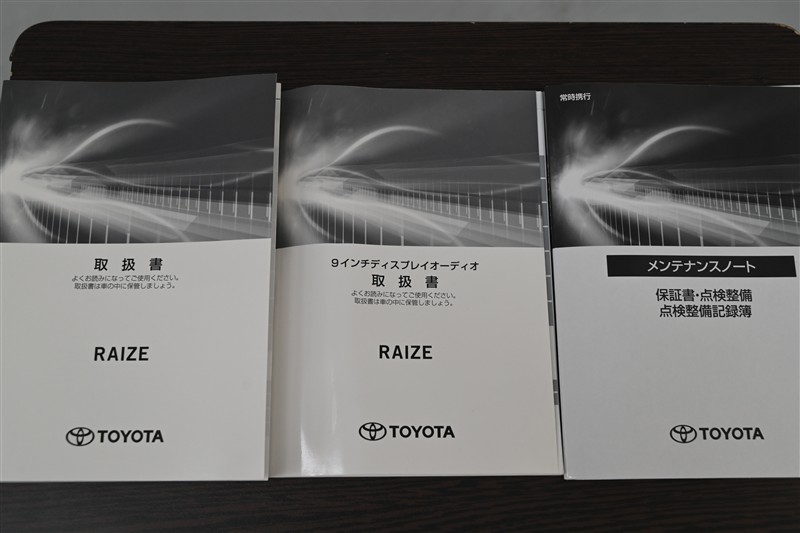 取扱書
よくお読みになってご使用ください。
取扱書は車の中に保管しましょう。
RAIZE
TOYOTA
9インチディスプレイオーディオ
取扱書
よくお読みになってご使用ください。
取扱書は車の中に保管しましょう。
RAIZE
TOYOTA
常時携行
メンテナンスノート
保証書・点検整備
点検整備記録簿
TOYOTA